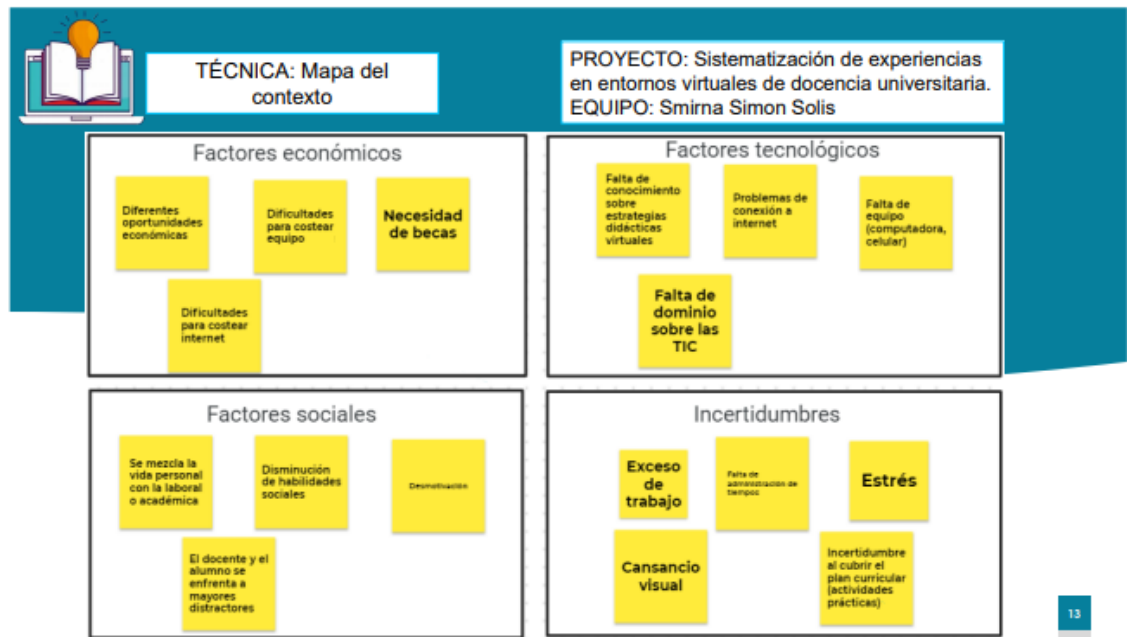 TÉCNICA: Mapa del
contexto
PROYECTO: Sistematización de experiencias
en entornos virtuales de docencia universitaria.
EQUIPO: Smirna Simon Solis
Factores económicos
Diferentes
oportunidades
económicas
Dificultades
para costear
equipo
Necesidad
de becas
Dificultades
para costear
internet
Factores tecnológicos
Falta de
conocimiento
sobre
estrategias
didácticas
virtuales
Problemas de
conexión a
internet
Falta de
equipo
(computadora,
celular)
Falta de
dominio
sobre las
TIC
Factores sociales
Se mezcla la
vida personal
con la laboral
o académica
Disminución
de habilidades
sociales
Desmotivación
El docente y el
alumno se
enfrenta a
mayores
distractores
Incertidumbres
Exceso
de
trabajo
Falta de
administración de
tiempos
Estrés
Cansancio
visual
Incertidumbre
al cubrir el
plan curricular
(actividades
prácticas)
13